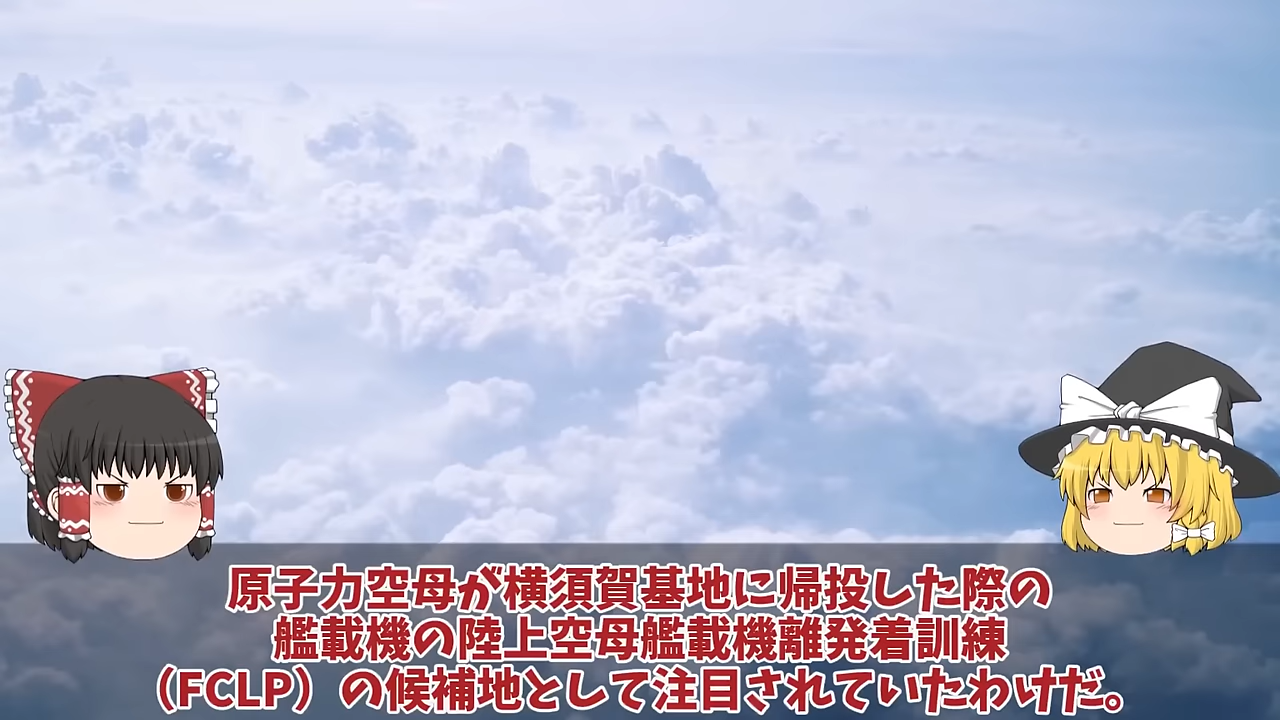 原子力空母が横須賀基地に帰投した際の
艦載機の陸上空母艦載機離発着訓練
（FCLP）の候補地として注目されていたわけだ。